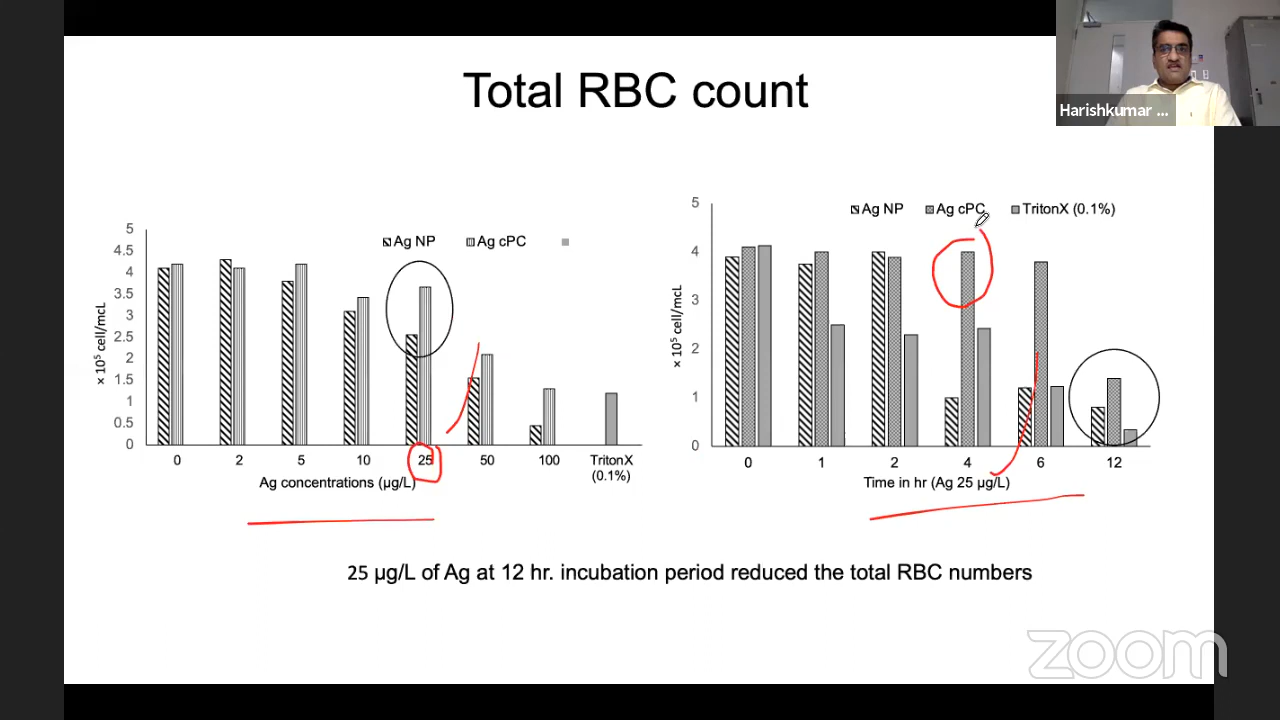 Total RBC count
Harishkumar ...
5
4.5
4
3.5
3
2.5
2
1.5
1
0.5
0
× 10⁵ cell/mcL
Ag NP
Ag cPC
0 2 5 10 25 50 100 TritonX
(0.1%)
Ag concentrations (µg/L)
5
4
3
2
1
0
× 10⁵ cell/mcL
Ag NP
Ag cPC
TritonX (0.1%)
0 1 2 4 6 12
Time in hr (Ag 25 µg/L)
25 µg/L of Ag at 12 hr. incubation period reduced the total RBC numbers
zoom